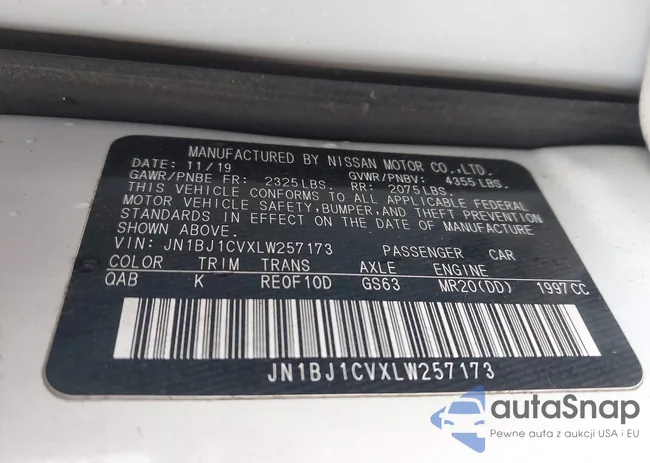 MANUFACTURED BY NISSAN MOTOR CO.,LTD.
DATE: 11/19
GAWR/PNBE FR: 2325LBS. GVWR/PNBV: 4355LBS.
RR: 2075LBS.
THIS VEHICLE CONFORMS TO ALL APPLICABLE FEDERAL
MOTOR VEHICLE SAFETY, BUMPER, AND THEFT PREVENTION
STANDARDS IN EFFECT ON THE DATE OF MANUFACTURE
SHOWN ABOVE.
VIN: JN1BJ1CVXLW257173 PASSENGER CAR
COLOR TRIM TRANS AXLE ENGINE
QAB K RE0F10D GS63 MR20(DD) 1997CC
JN1BJ1CVXLW257173
autaSnap
Pewne auta z aukcji USA i EU